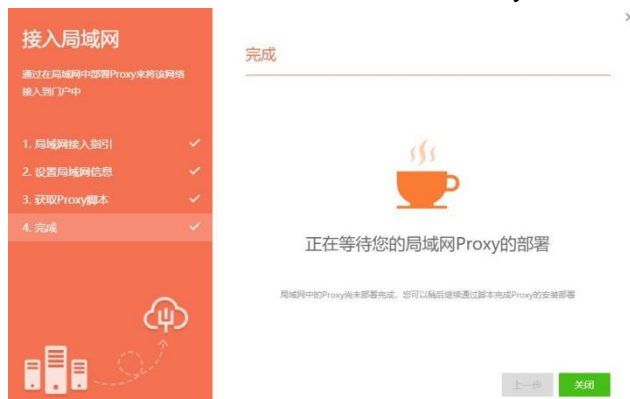 接入局域网
通过在局域网中部署Proxy来将该网络
接入到门户中
1. 局域网接入指引
2. 设置局域网信息
3. 获取Proxy脚本
4. 完成
完成
正在等待您的局域网Proxy的部署
局域网中的Proxy尚未部署完成，您可以稍后继续通过脚本完成Proxy的安装部署
上一步
关闭